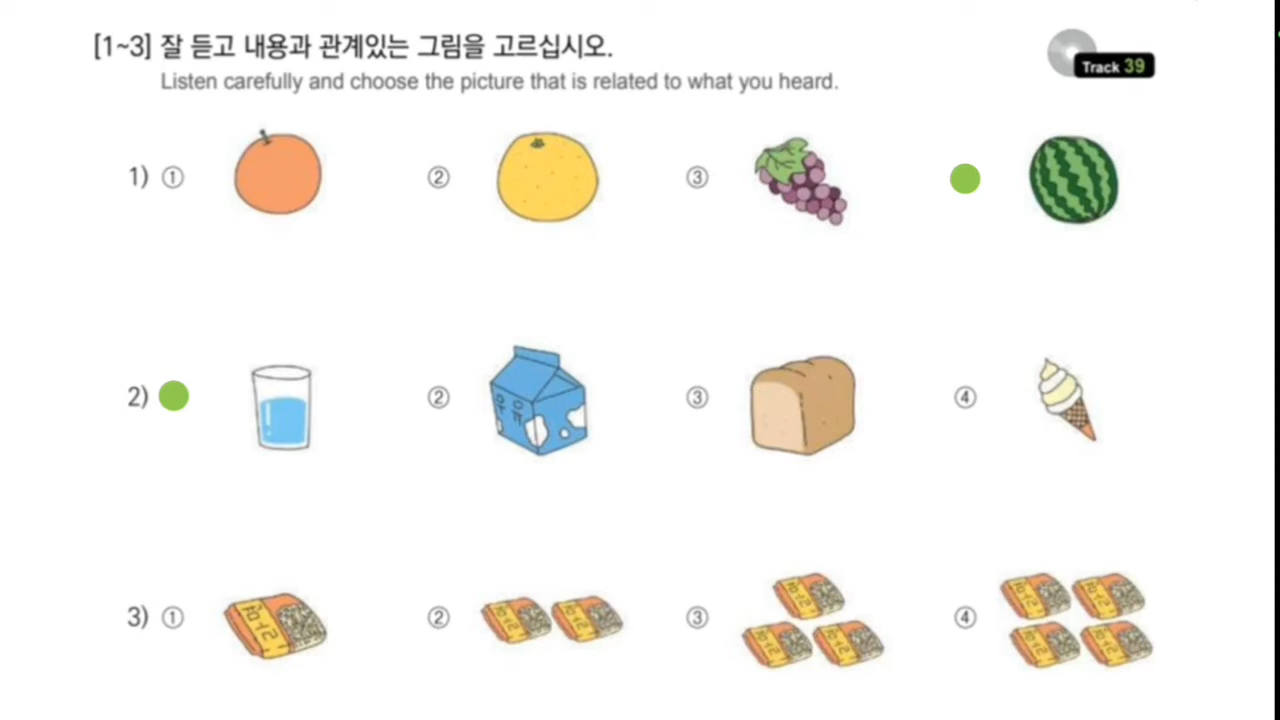 [1~3] 잘 듣고 내용과 관계있는 그림을 고르십시오.
Listen carefully and choose the picture that is related to what you heard.
Track 39
1) ① ② ③
2) ② ③ ④
우유
3) ① ② ③ ④